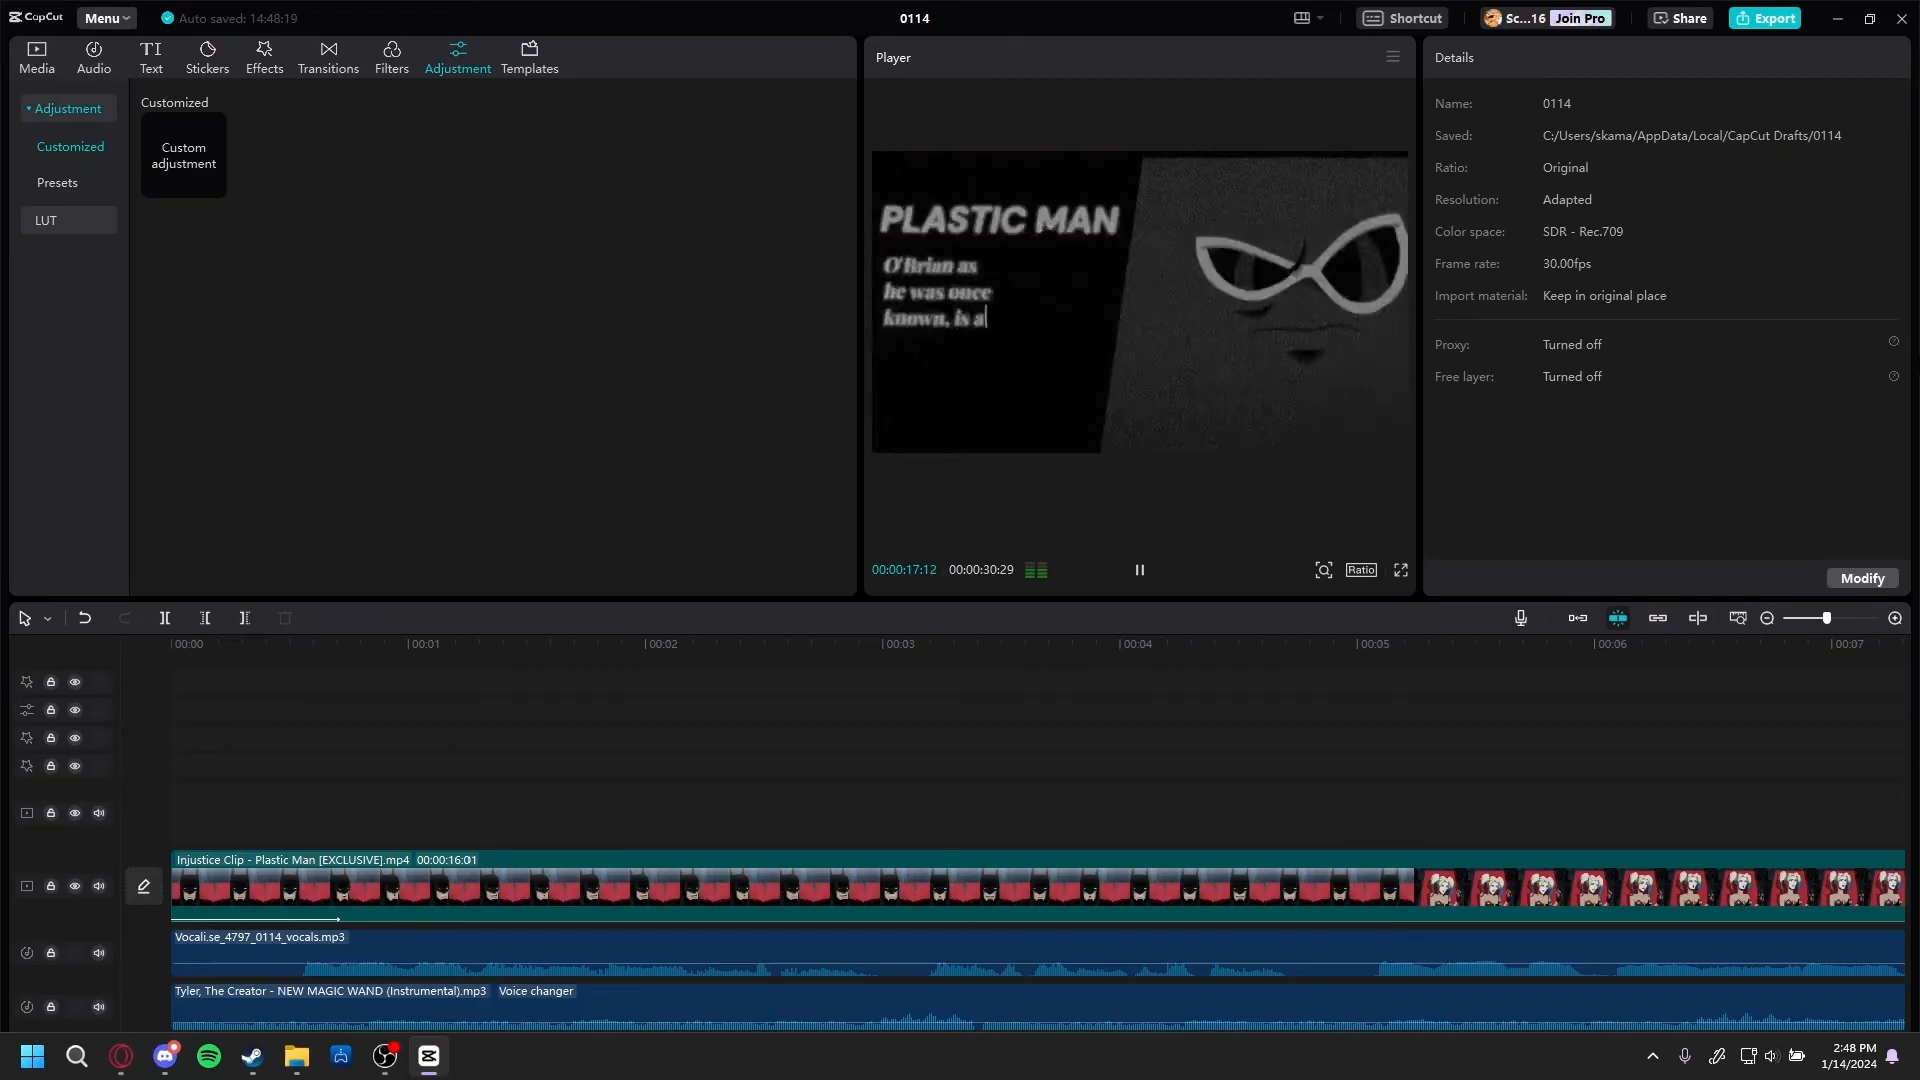 CapCut
Menu
Auto saved: 14:48:19
0114
Shortcut
Sc...16
Join Pro
Share
Export
Media
Audio
Text
Stickers
Effects
Transitions
Filters
Adjustment
Templates
Adjustment
Customized
Presets
LUT
Customized
Custom
adjustment
Player
PLASTIC MAN
O'Brian as
he was once
known, is a
00:00:17:12
00:00:30:29
Ratio
Details
Name: 0114
Saved: C:/Users/skama/AppData/Local/CapCut Drafts/0114
Ratio: Original
Resolution: Adapted
Color space: SDR - Rec.709
Frame rate: 30.00fps
Import material: Keep in original place
Proxy: Turned off
Free layer: Turned off
Modify
00:00
00:01
00:02
00:03
00:04
00:05
00:06
00:07
Injustice Clip - Plastic Man [EXCLUSIVE].mp4 00:00:16:01
Vocali.se_4797_0114_vocals.mp3
Tyler, The Creator - NEW MAGIC WAND (Instrumental).mp3 Voice changer
2:48 PM
1/14/2024